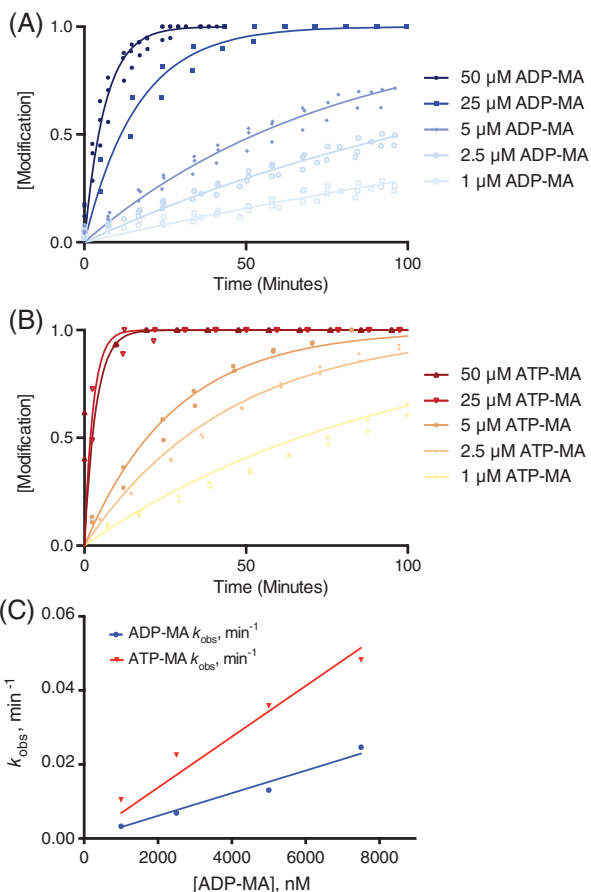 (A)
1.0
0.5
0.0
[Modification]
0
50
100
Time (Minutes)
50 µM ADP-MA
25 µM ADP-MA
5 µM ADP-MA
2.5 µM ADP-MA
1 µM ADP-MA
(B)
1.0
0.5
0.0
[Modification]
0
50
100
Time (Minutes)
50 µM ATP-MA
25 µM ATP-MA
5 µM ATP-MA
2.5 µM ATP-MA
1 µM ATP-MA
(C)
0.06
0.04
0.02
0.00
kobs, min-1
ADP-MA kobs, min-1
ATP-MA kobs, min-1
0
2000
4000
6000
8000
[ADP-MA], nM